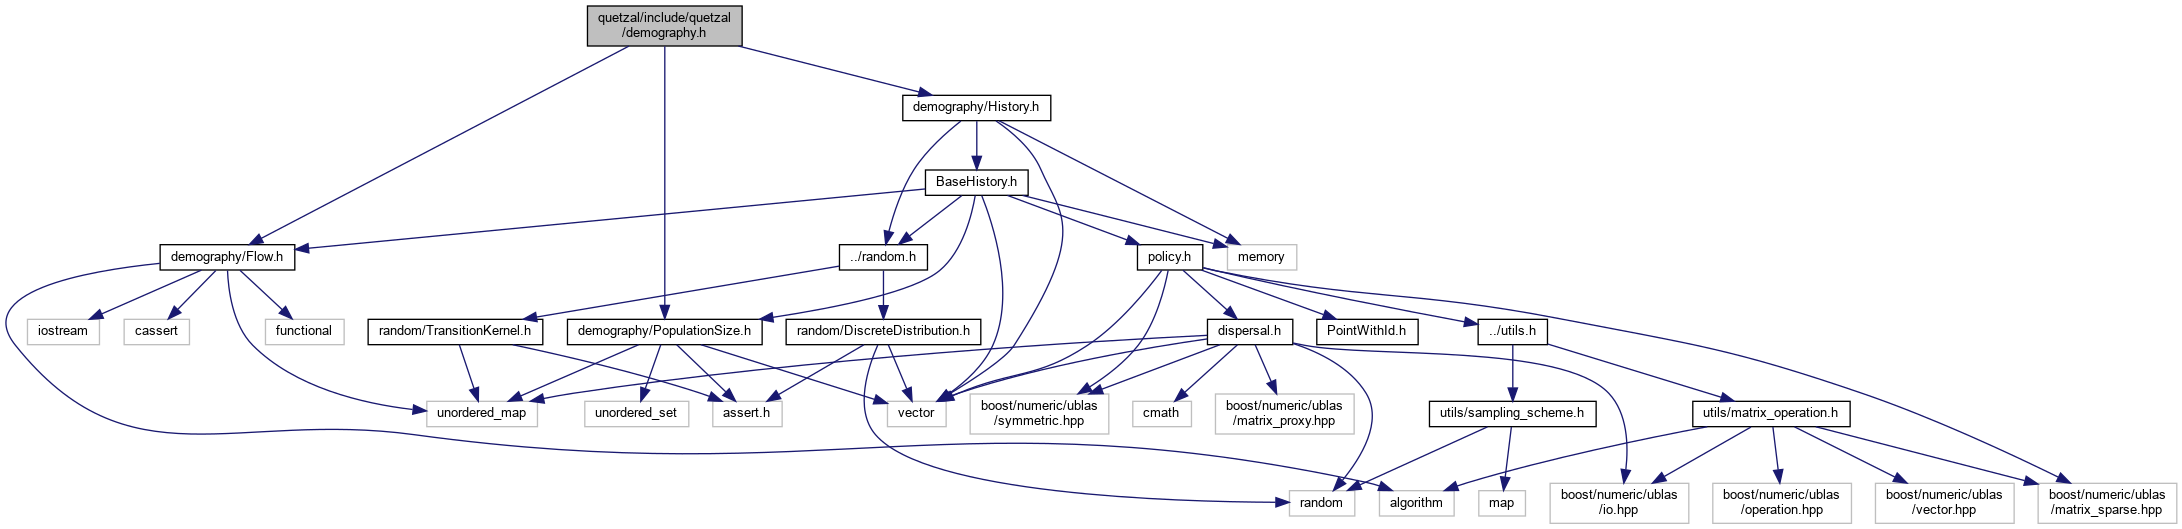 quetzal/include/quetzal
/demography.h
demography/History.h
BaseHistory.h
demography/Flow.h
../random.h
policy.h
memory
iostream
cassert
functional
random/TransitionKernel.h
demography/PopulationSize.h
random/DiscreteDistribution.h
dispersal.h
PointWithId.h
../utils.h
unordered_map
unordered_set
assert.h
vector
boost/numeric/ublas
/symmetric.hpp
cmath
boost/numeric/ublas
/matrix_proxy.hpp
utils/sampling_scheme.h
utils/matrix_operation.h
random
algorithm
map
boost/numeric/ublas
/io.hpp
boost/numeric/ublas
/operation.hpp
boost/numeric/ublas
/vector.hpp
boost/numeric/ublas
/matrix_sparse.hpp